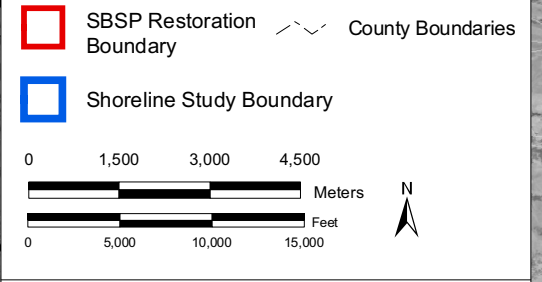 SBSP Restoration
Boundary
County Boundaries
Shoreline Study Boundary
0 1,500 3,000 4,500
Meters
N
Feet
0 5,000 10,000 15,000